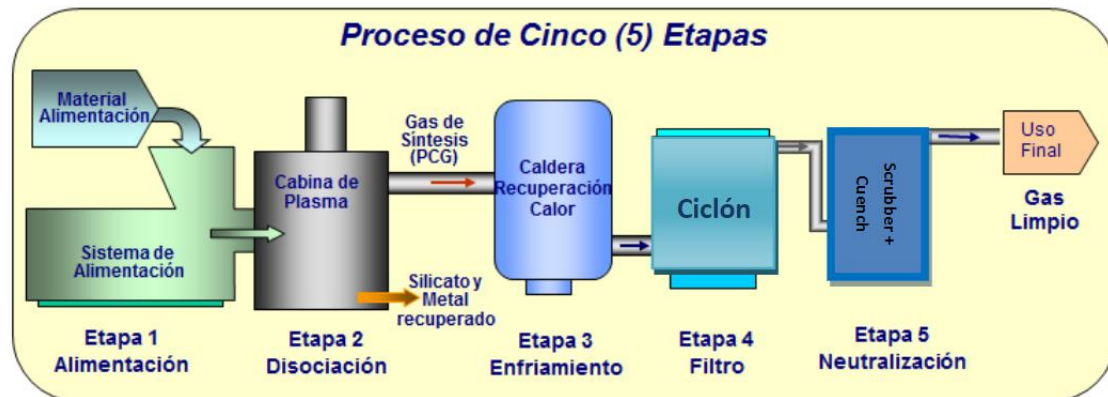 Proceso de Cinco (5) Etapas
Material
Alimentación
Sistema de
Alimentación
Etapa 1
Alimentación
Cabina de
Plasma
Etapa 2
Disociación
Gas de
Síntesis
(PCG)
Silicato y
Metal
recuperado
Caldera
Recuperación
Calor
Etapa 3
Enfriamiento
Ciclón
Etapa 4
Filtro
Scrubber +
Cuench
Etapa 5
Neutralización
Uso
Final
Gas
Limpio